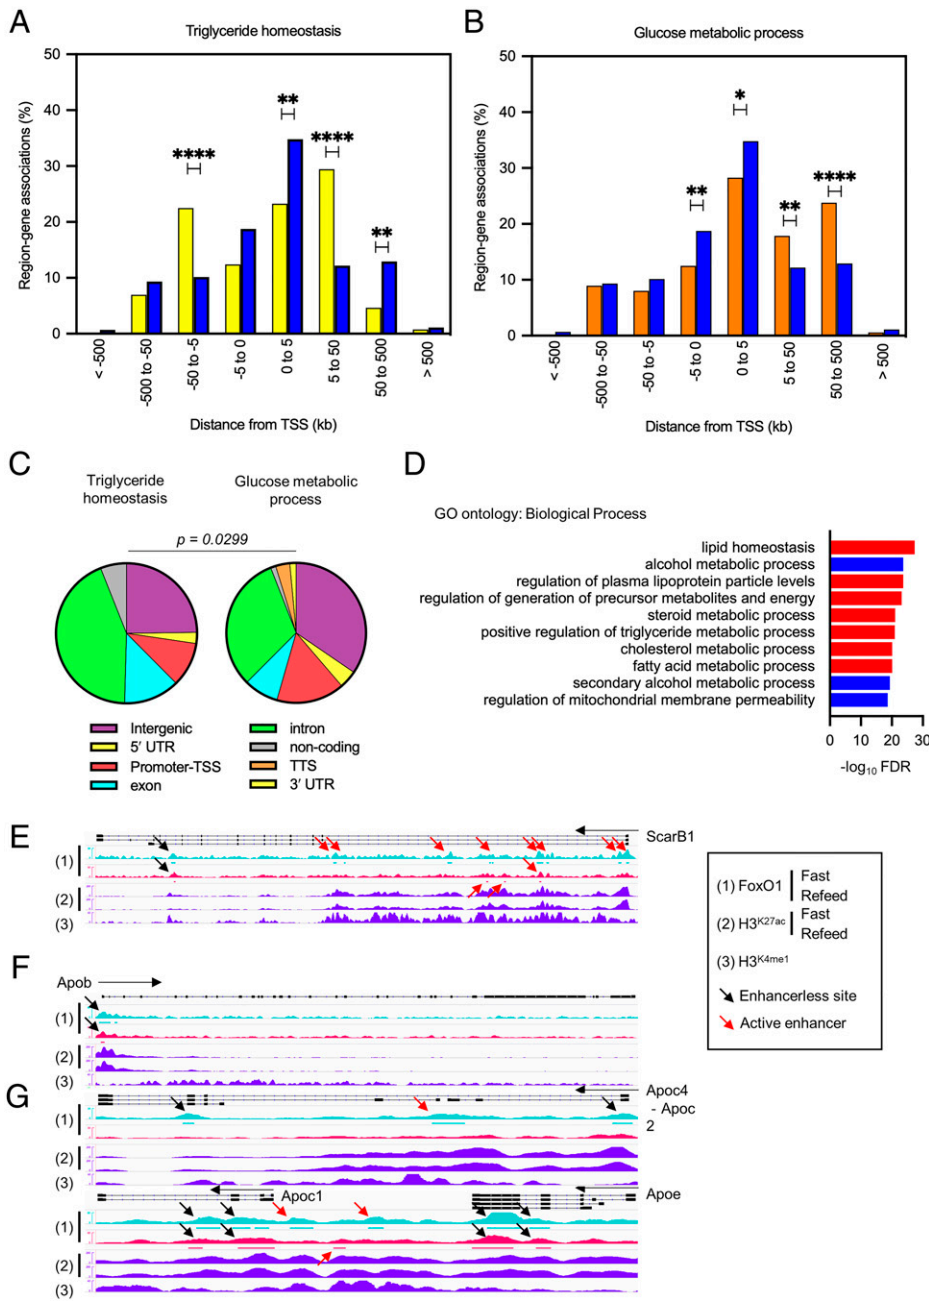 A
Triglyceride homeostasis
Region-gene associations (%)
50
40
30
20
10
0
****
**
****
**
< -500
-500 to -50
-50 to -5
-5 to 0
0 to 5
5 to 50
50 to 500
> 500
Distance from TSS (kb)
B
Glucose metabolic process
Region-gene associations (%)
50
40
30
20
10
0
**
*
**
****
< -500
-500 to -50
-50 to -5
-5 to 0
0 to 5
5 to 50
50 to 500
> 500
Distance from TSS (kb)
C
Triglyceride
homeostasis
Glucose metabolic
process
p = 0.0299
Intergenic
5′ UTR
Promoter-TSS
exon
intron
non-coding
TTS
3′ UTR
D
GO ontology: Biological Process
lipid homeostasis
alcohol metabolic process
regulation of plasma lipoprotein particle levels
regulation of generation of precursor metabolites and energy
steroid metabolic process
positive regulation of triglyceride metabolic process
cholesterol metabolic process
fatty acid metabolic process
secondary alcohol metabolic process
regulation of mitochondrial membrane permeability
0 10 20 30
-log10 FDR
E
ScarB1
(1)
(2)
(3)
F
Apob
(1)
(2)
(3)
G
Apoc4
- Apoc
2
(1)
(2)
(3)
Apoc1
Apoe
(1)
(2)
(3)
(1) FoxO1 Fast
Refeed
(2) H3K27ac Fast
Refeed
(3) H3K4me1
Enhancerless site
Active enhancer